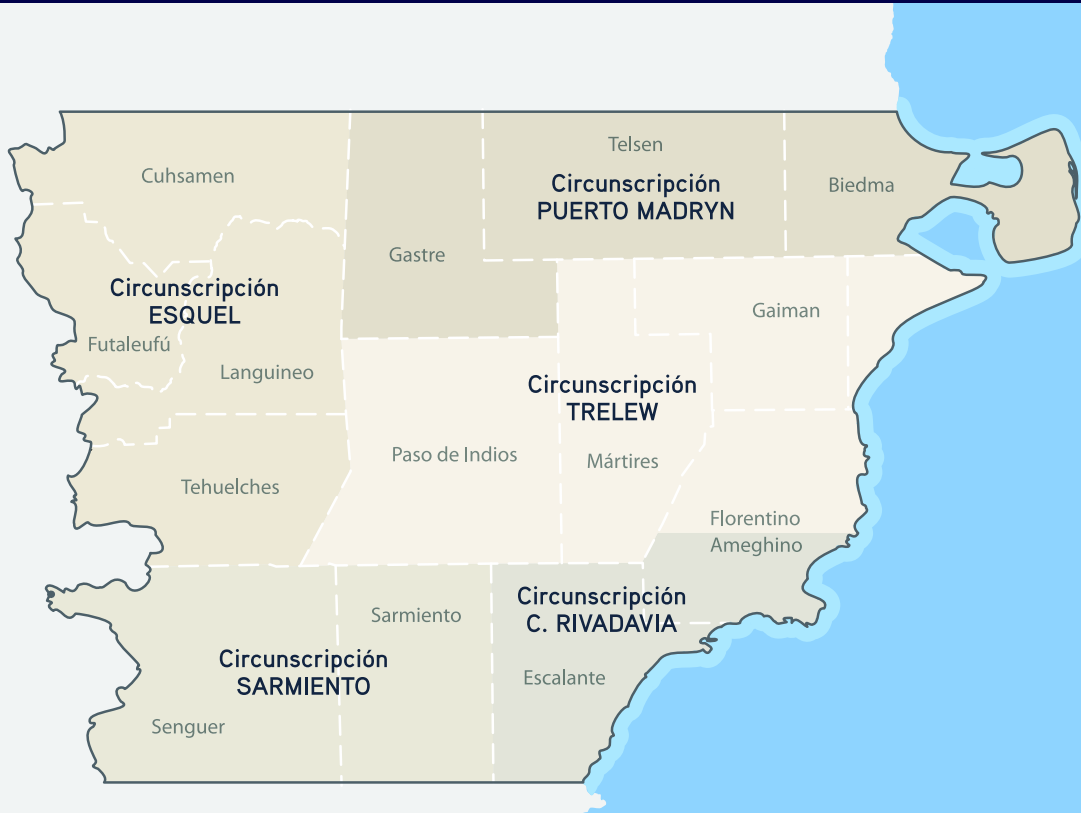 Telsen
Cuhsamen
Circunscripción
PUERTO MADRYN
Biedma
Gastre
Circunscripción
ESQUEL
Gaiman
Futaleufú
Languineo
Circunscripción
TRELEW
Paso de Indios
Mártires
Tehuelches
Florentino
Ameghino
Circunscripción
C. RIVADAVIA
Sarmiento
Circunscripción
SARMIENTO
Escalante
Senguer